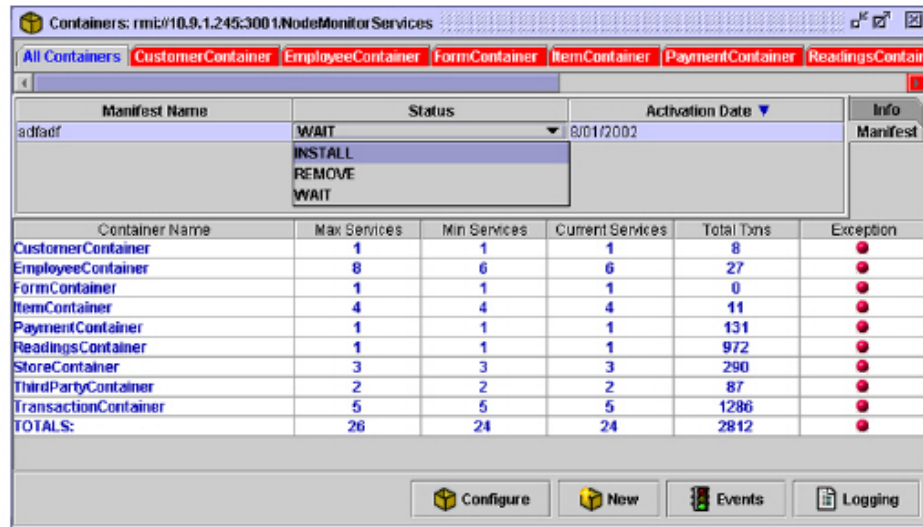 Containers: rmi://10.9.1.245:3001/NodeMonitorServices
All Containers CustomerContainer EmployeeContainer FormContainer ItemContainer PaymentContainer ReadingsContain
Manifest Name Status Activation Date Info
adfadf WAIT 8/01/2002 Manifest
INSTALL
REMOVE
WAIT
Container Name Max Services Min Services Current Services Total Txns Exception
CustomerContainer 1 1 1 8
EmployeeContainer 8 6 6 27
FormContainer 1 1 1 0
ItemContainer 4 4 4 11
PaymentContainer 1 1 1 131
ReadingsContainer 1 1 1 972
StoreContainer 3 3 3 290
ThirdPartyContainer 2 2 2 87
TransactionContainer 5 5 5 1286
TOTALS: 26 24 24 2812
Configure New Events Logging